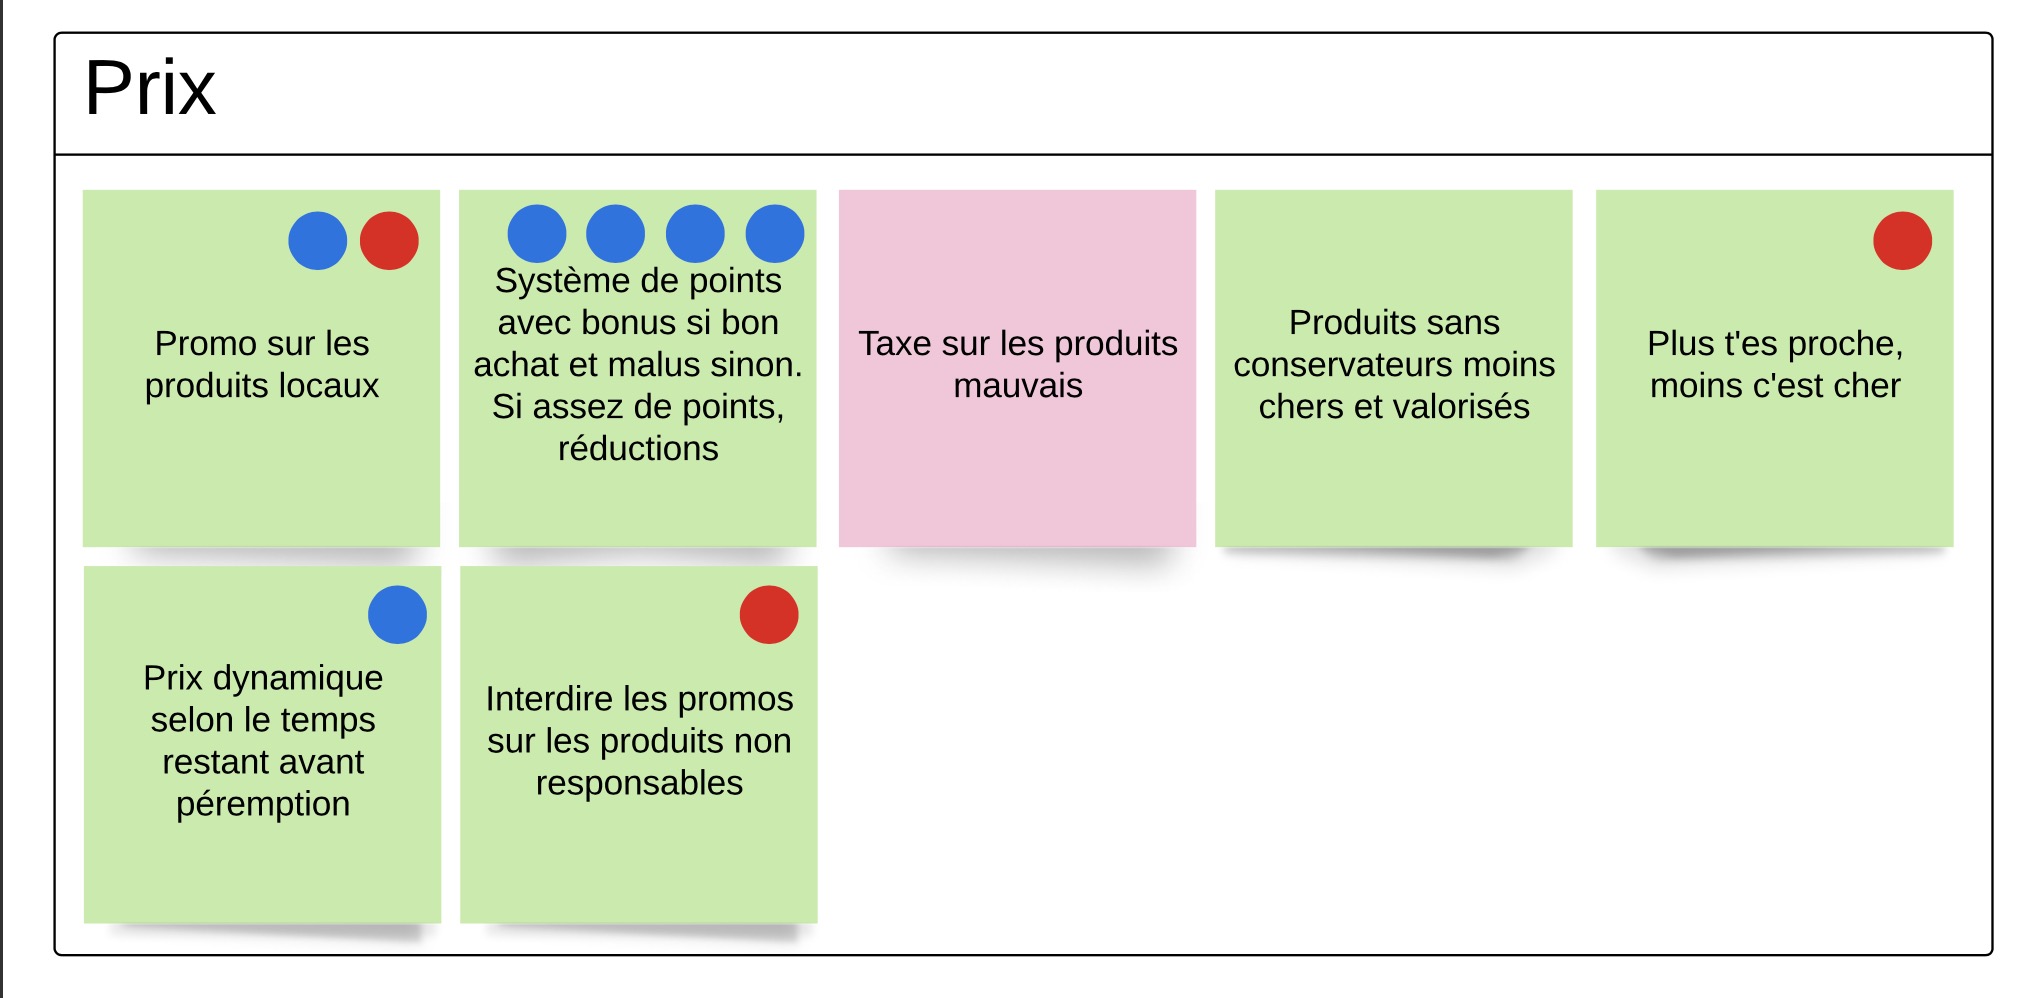 Prix
Promo sur les
produits locaux
Système de points
avec bonus si bon
achat et malus sinon.
Si assez de points,
réductions
Taxe sur les produits
mauvais
Produits sans
conservateurs moins
chers et valorisés
Plus t'es proche,
moins c'est cher
Prix dynamique
selon le temps
restant avant
péremption
Interdire les promos
sur les produits non
responsables